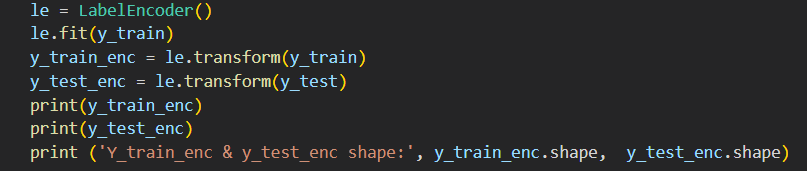 le = LabelEncoder()
le.fit(y_train)
y_train_enc = le.transform(y_train)
y_test_enc = le.transform(y_test)
print(y_train_enc)
print(y_test_enc)
print ('Y_train_enc & y_test_enc shape:', y_train_enc.shape,  y_test_enc.shape)